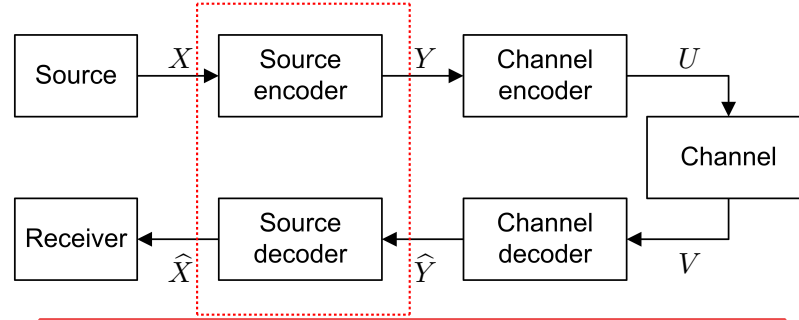 Source
X
Source
encoder
Y
Channel
encoder
U
Channel
Receiver
X̂
Source
decoder
Ŷ
Channel
decoder
V